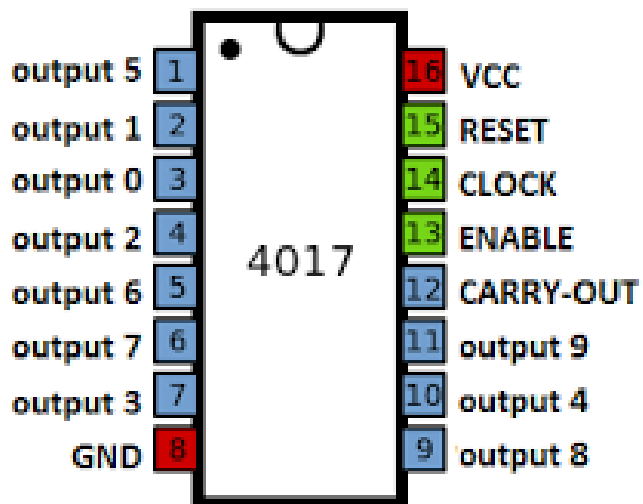 output 5 1 16 VCC
output 1 2 15 RESET
output 0 3 14 CLOCK
output 2 4 4017 13 ENABLE
output 6 5 12 CARRY-OUT
output 7 6 11 output 9
output 3 7 10 output 4
GND 8 9 output 8